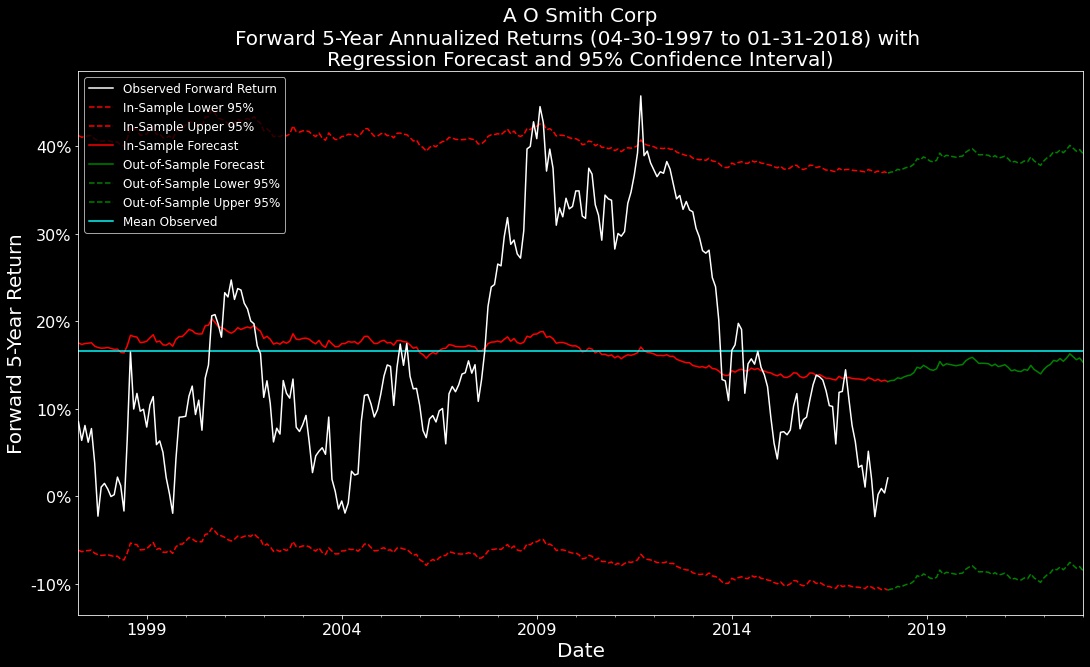 A O Smith Corp
Forward 5-Year Annualized Returns (04-30-1997 to 01-31-2018) with
Regression Forecast and 95% Confidence Interval)
Observed Forward Return
In-Sample Lower 95%
In-Sample Upper 95%
In-Sample Forecast
Out-of-Sample Forecast
Out-of-Sample Lower 95%
Out-of-Sample Upper 95%
Mean Observed
Forward 5-Year Return
40%
30%
20%
10%
0%
-10%
1999
2004
2009
2014
2019
Date